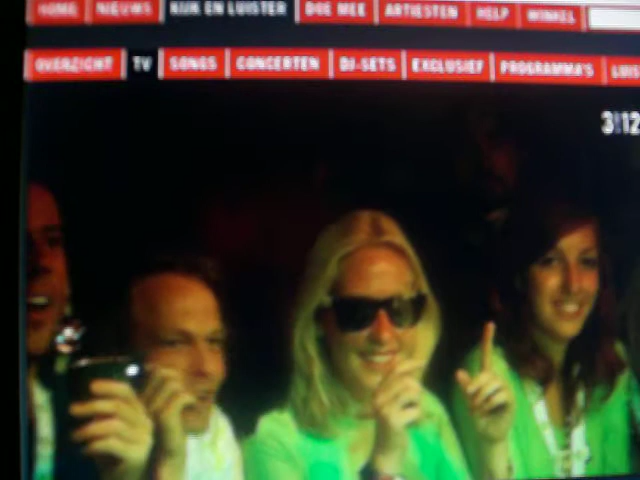 HOME NIEUWS KIJK EN LUISTER DOE MEE ARTIESTEN HELP WINKEL
OVERZICHT TV SONGS CONCERTEN DJ-SETS EXCLUSIEF PROGRAMMA'S LUIS
3:12